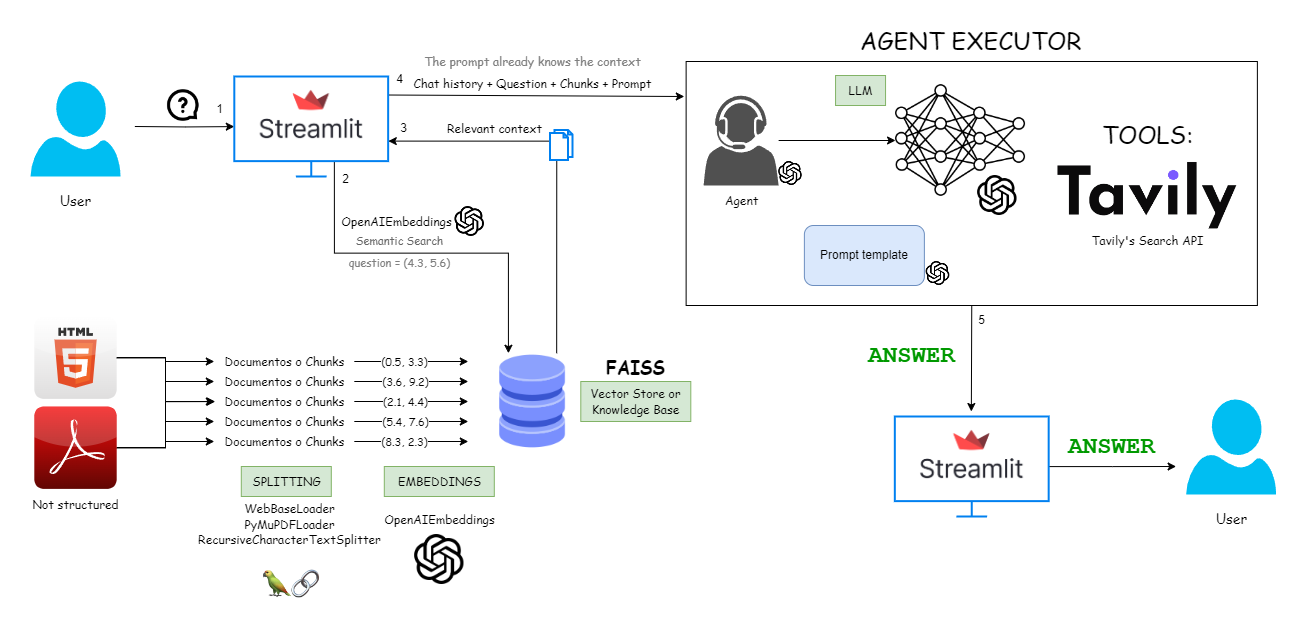 AGENT EXECUTOR
The prompt already knows the context
4
Chat history + Question + Chunks + Prompt
?
1
Streamlit
3
Relevant context
User
2
OpenAIEmbeddings
Semantic Search
question = (4.3, 5.6)
LLM
Agent
TOOLS:
Tavily
Tavily's Search API
Prompt template
HTML
5
Not structured
Documentos o Chunks
(0.5, 3.3)
Documentos o Chunks
(3.6, 9.2)
Documentos o Chunks
(2.1, 4.4)
Documentos o Chunks
(5.4, 7.6)
Documentos o Chunks
(8.3, 2.3)
FAISS
Vector Store or
Knowledge Base
SPLITTING
WebBaseLoader
PyMuPDFLoader
RecursiveCharacterTextSplitter
EMBEDDINGS
OpenAIEmbeddings
5
ANSWER
Streamlit
ANSWER
User